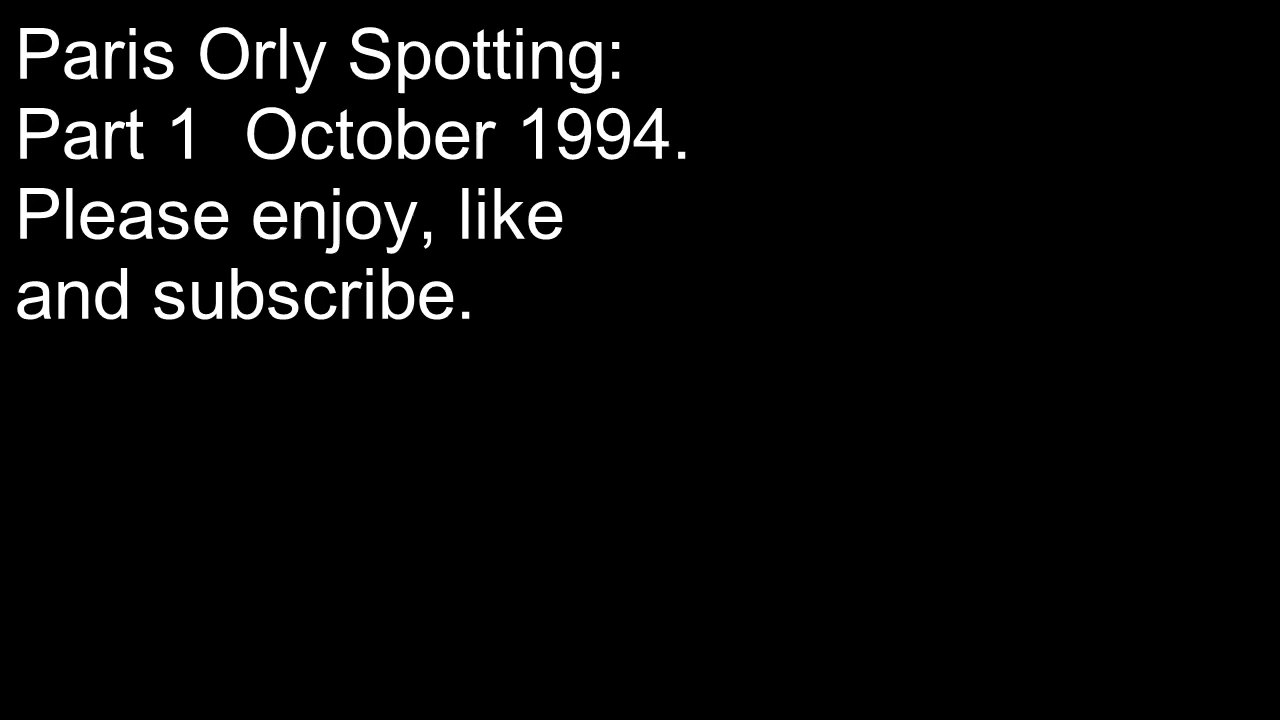 Paris Orly Spotting:
Part 1  October 1994.
Please enjoy, like
and subscribe.